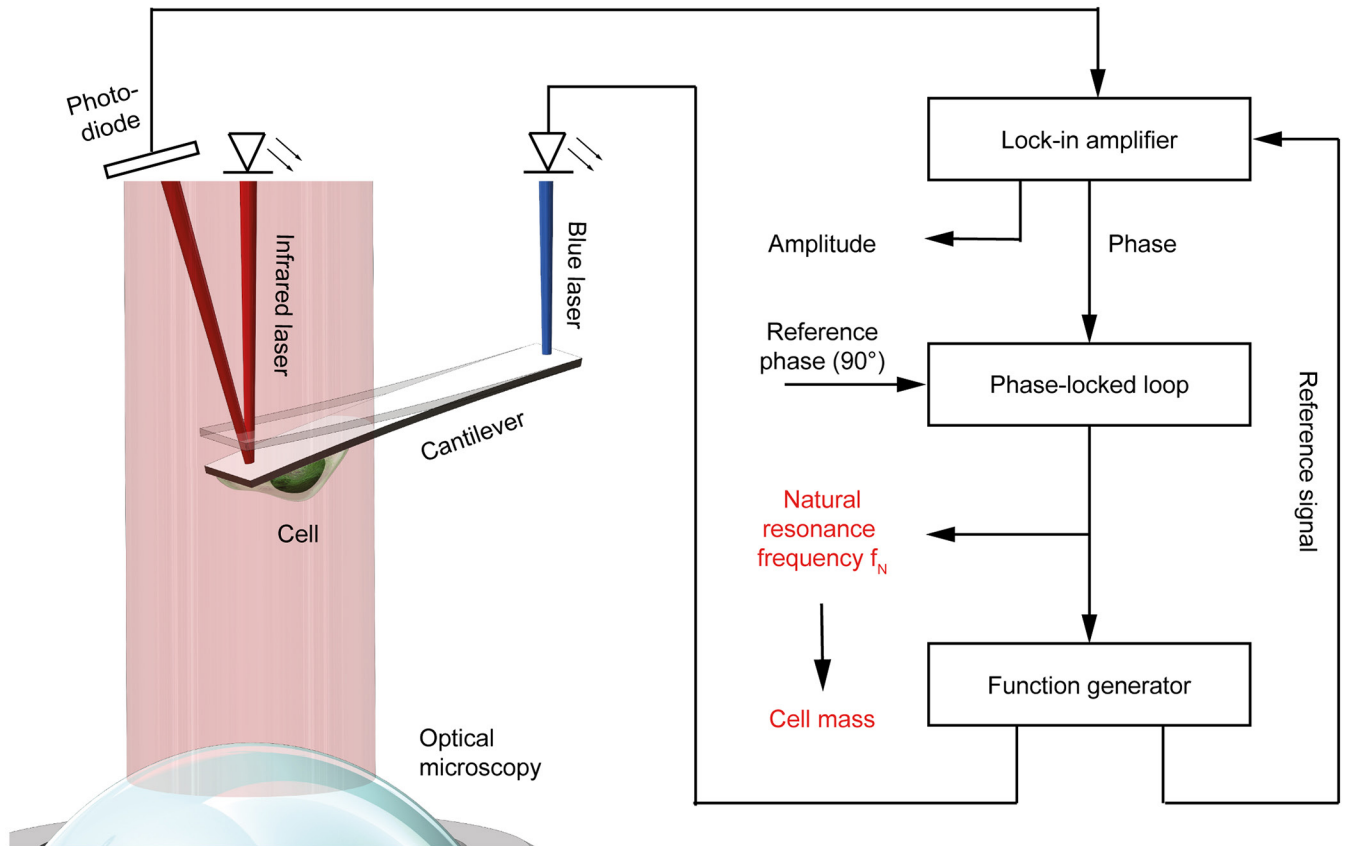 Photo-
diode
Infrared laser
Blue laser
Cantilever
Cell
Optical
microscopy
Lock-in amplifier
Amplitude
Phase
Reference
phase (90°)
Phase-locked loop
Reference signal
Natural
resonance
frequency f_N
Function generator
Cell mass